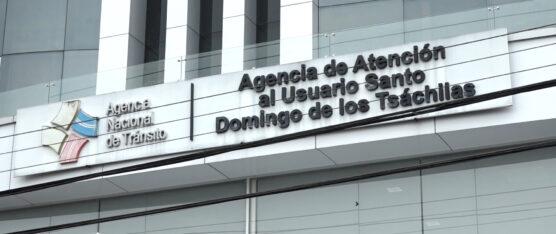 Agencia
Nacional
de Tránsito
Agencia de Atención
al Usuario Santo
Domingo de los Tsáchilas